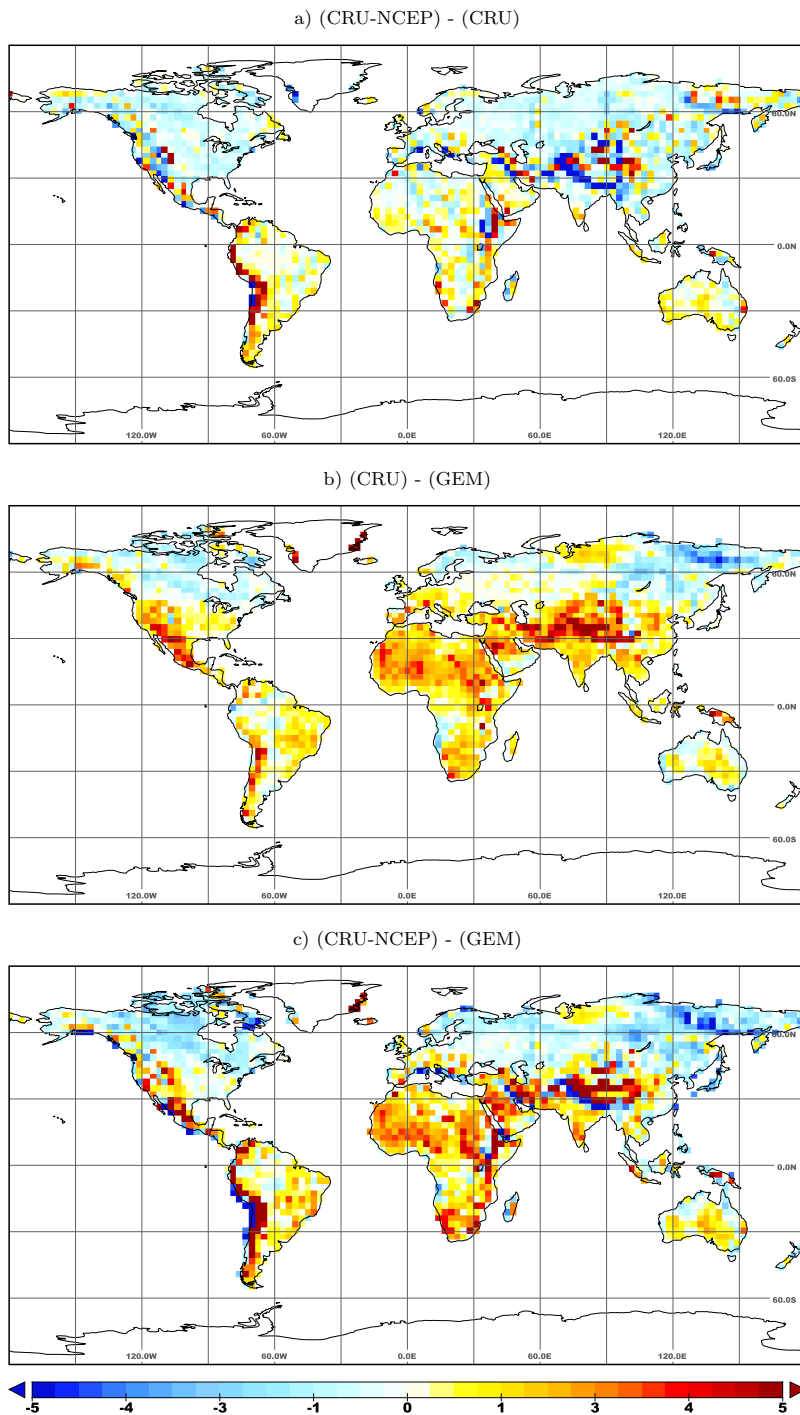 a) (CRU-NCEP) - (CRU)
60.0N
0.0N
60.0S
120.0W 60.0W 0.0E 60.0E 120.0E
b) (CRU) - (GEM)
60.0N
0.0N
60.0S
120.0W 60.0W 0.0E 60.0E 120.0E
c) (CRU-NCEP) - (GEM)
60.0N
0.0N
60.0S
120.0W 60.0W 0.0E 60.0E 120.0E
-5 -4 -3 -1 0 1 3 4 5